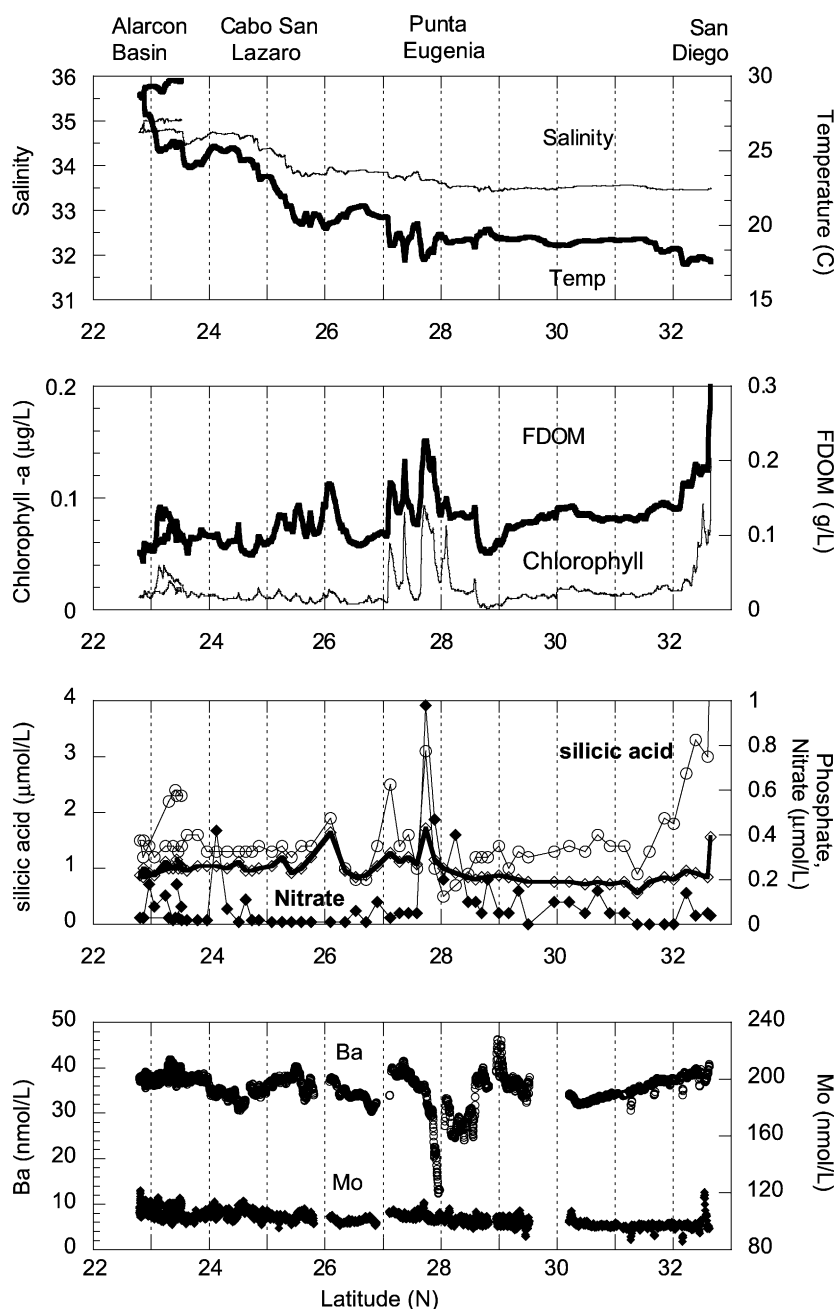 Alarcon Basin
Cabo San Lazaro
Punta Eugenia
San Diego
36
35
34
33
32
31
Salinity
30
25
20
15
Temperature (C)
Salinity
Temp
22 24 26 28 30 32
0.2
0.1
0
Chlorophyll -a (µg/L)
0.3
0.2
0.1
0
FDOM ( g/L)
FDOM
Chlorophyll
22 24 26 28 30 32
4
3
2
1
0
silicic acid (µmol/L)
1
0.8
0.6
0.4
0.2
0
Phosphate,
Nitrate (µmol/L)
silicic acid
Nitrate
22 24 26 28 30 32
50
40
30
20
10
0
Ba (nmol/L)
240
200
160
120
80
Mo (nmol/L)
Ba
Mo
22 24 26 28 30 32
Latitude (N)